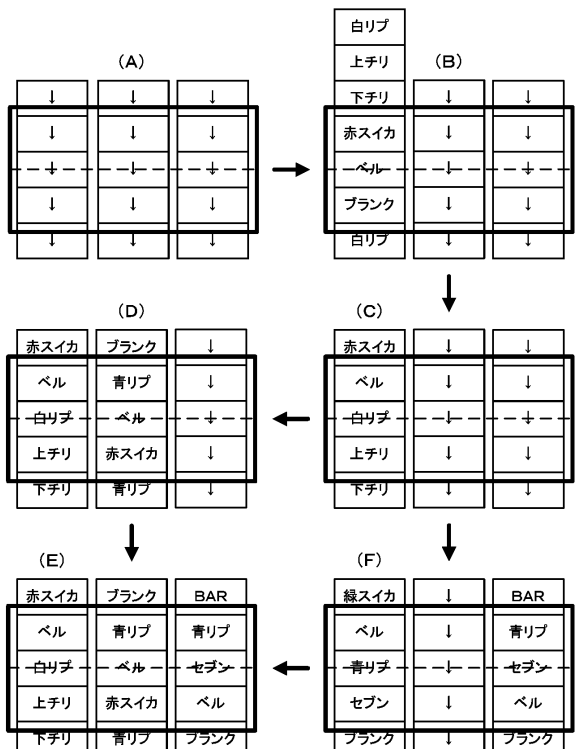 白リプ
上チリ
(A) (B)
↓ ↓ ↓ 下チリ ↓ ↓
↓ ↓ ↓ 赤スイカ ↓ ↓
↓ ↓ ↓ ベル ↓ ↓
↓ ↓ ↓ ブランク ↓ ↓
↓ ↓ ↓ 白リプ ↓ ↓
(D) (C)
赤スイカ ブランク ↓ 赤スイカ ↓ ↓
ベル 青リプ ↓ ベル ↓ ↓
白リプ ベル ↓ 白リプ ↓ ↓
上チリ 赤スイカ ↓ 上チリ ↓ ↓
下チリ 青リプ ↓ 下チリ ↓ ↓
(E) (F)
赤スイカ ブランク BAR 緑スイカ ↓ BAR
ベル 青リプ 青リプ ベル ↓ 青リプ
白リプ ベル セブン 青リプ ↓ セブン
上チリ 赤スイカ ベル セブン ↓ ベル
下チリ 青リプ ブランク ブランク ↓ ブランク